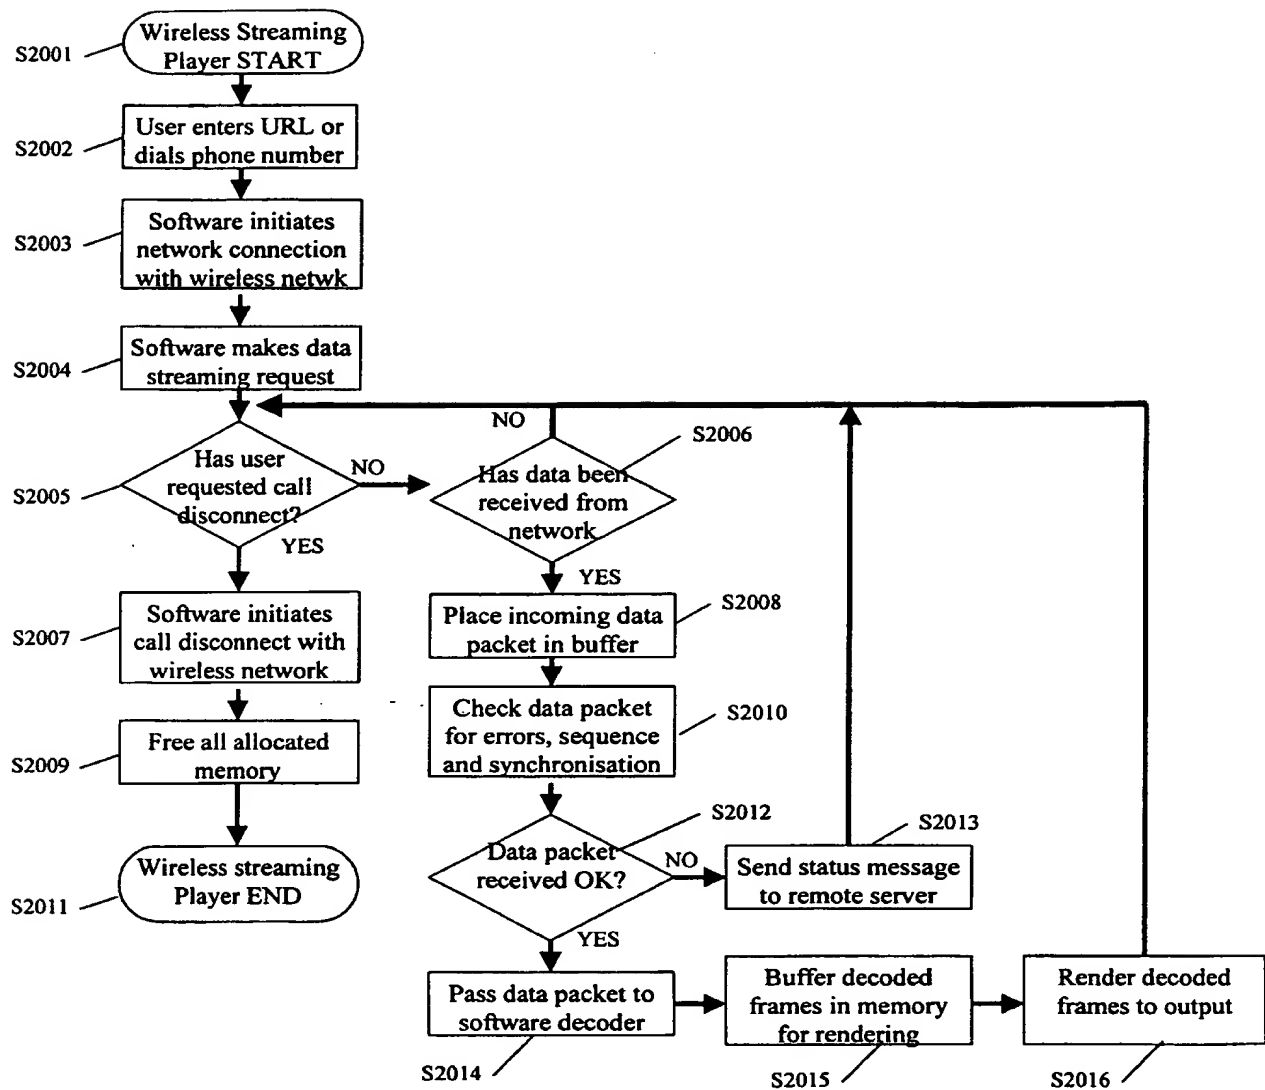 Wireless Streaming
Player START
S2001
User enters URL or
dials phone number
S2002
Software initiates
network connection
with wireless netwk
S2003
Software makes data
streaming request
S2004
Has user
requested call
disconnect?
S2005
NO
YES
NO
S2006
Has data been
received from
network
YES
Software initiates
call disconnect with
wireless network
S2007
Place incoming data
packet in buffer
S2008
Free all allocated
memory
S2009
Check data packet
for errors, sequence
and synchronisation
S2010
Wireless streaming
Player END
S2011
Data packet
received OK?
S2012
NO
YES
Send status message
to remote server
S2013
Pass data packet to
software decoder
S2014
Buffer decoded
frames in memory
for rendering
S2015
Render decoded
frames to output
S2016